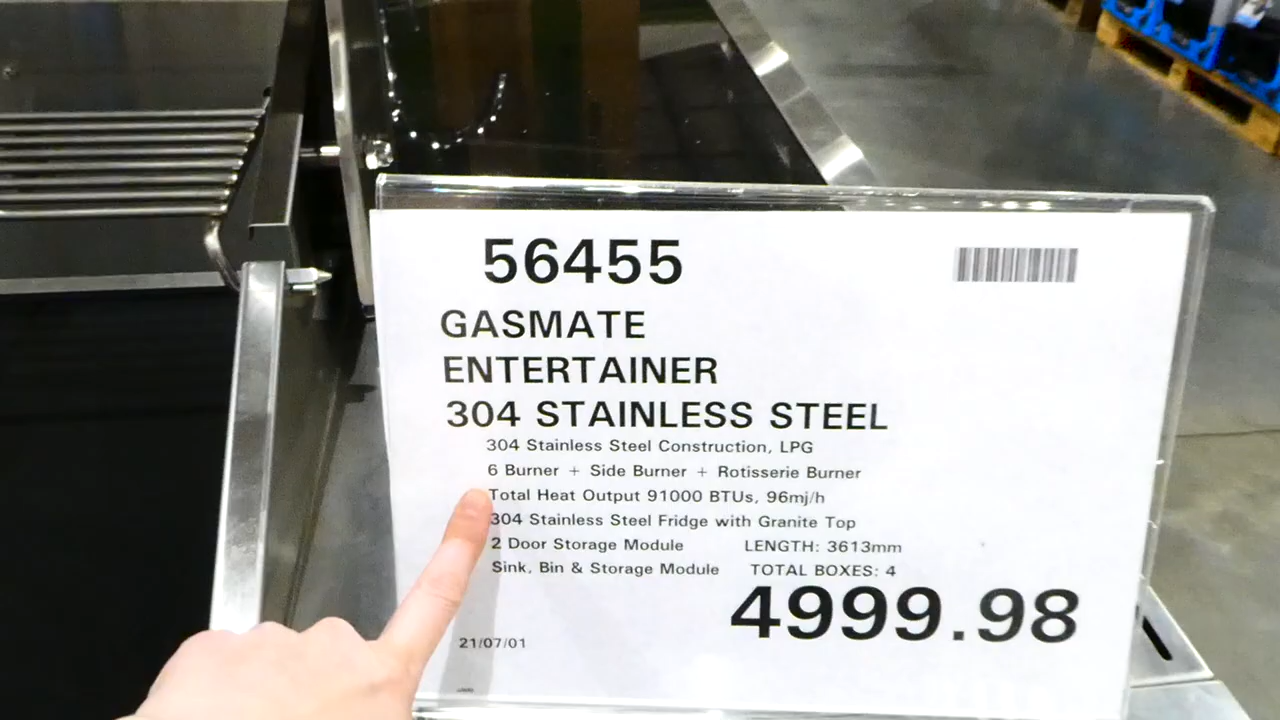 56455
GASMATE
ENTERTAINER
304 STAINLESS STEEL
304 Stainless Steel Construction, LPG
6 Burner + Side Burner + Rotisserie Burner
Total Heat Output 91000 BTUs, 96mj/h
304 Stainless Steel Fridge with Granite Top
2 Door Storage Module LENGTH: 3613mm
Sink, Bin & Storage Module TOTAL BOXES: 4
4999.98
21/07/01